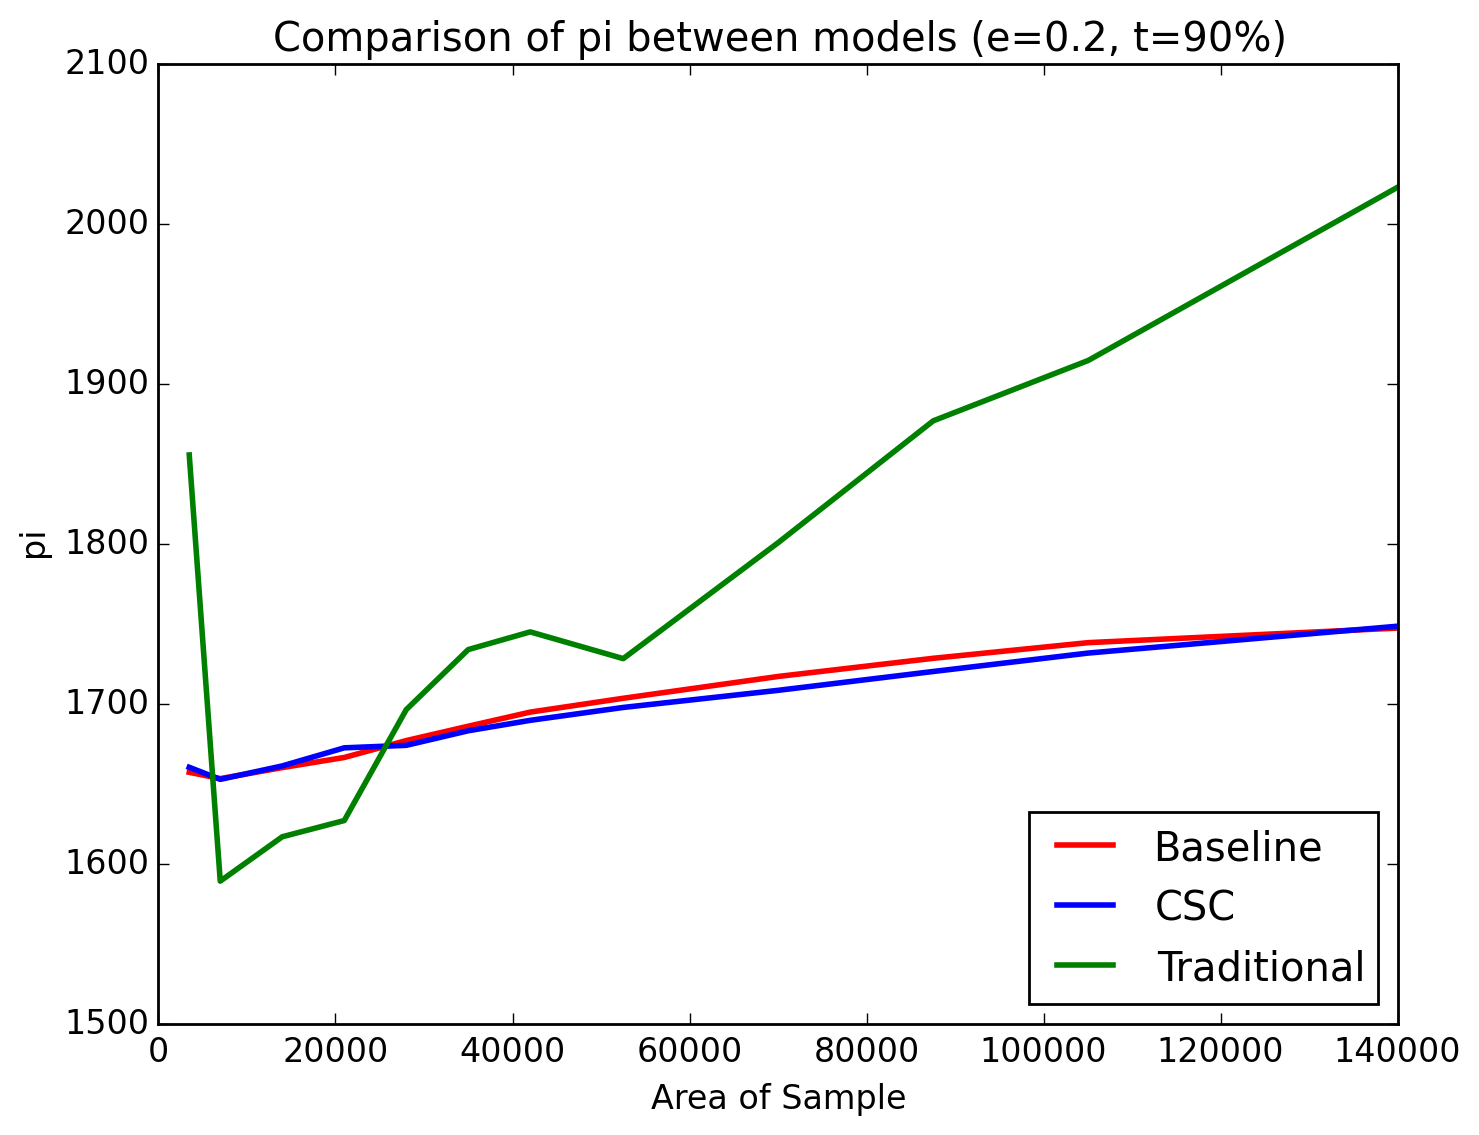 Comparison of pi between models (e=0.2, t=90%)
2100
2000
1900
1800
1700
1600
1500
pi
Baseline
CSC
Traditional
0 20000 40000 60000 80000 100000 120000 140000
Area of Sample